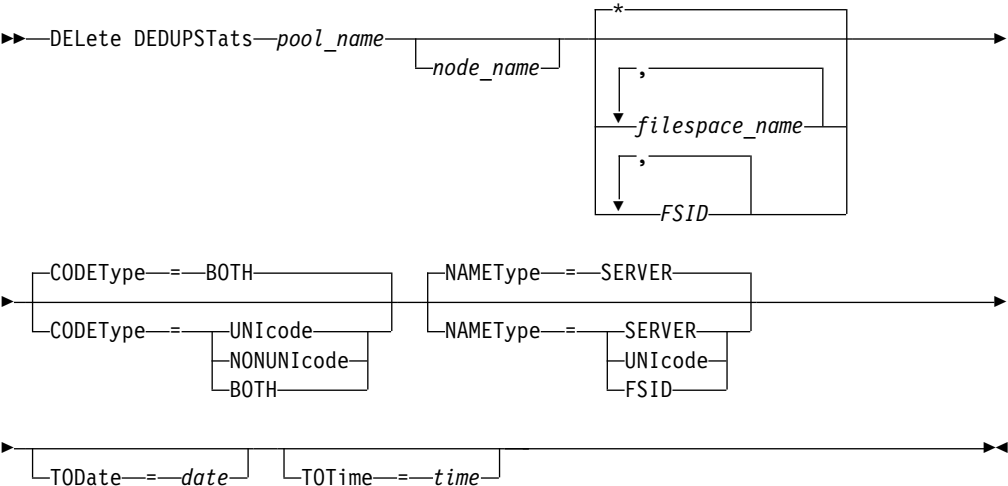 *
DELete DEDUPSTats pool_name
node_name
,
filespace_name
,
FSID
CODEType = BOTH NAMEType = SERVER
CODEType = UNIcode NAMEType = SERVER
NONUNIcode UNIcode
BOTH FSID
TODate = date TOTime = time